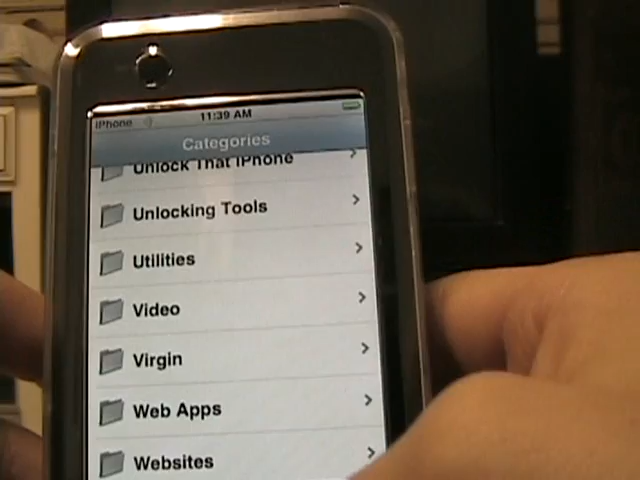 iPhone 11:39 AM
Categories
Unlock That iPhone
Unlocking Tools
Utilities
Video
Virgin
Web Apps
Websites